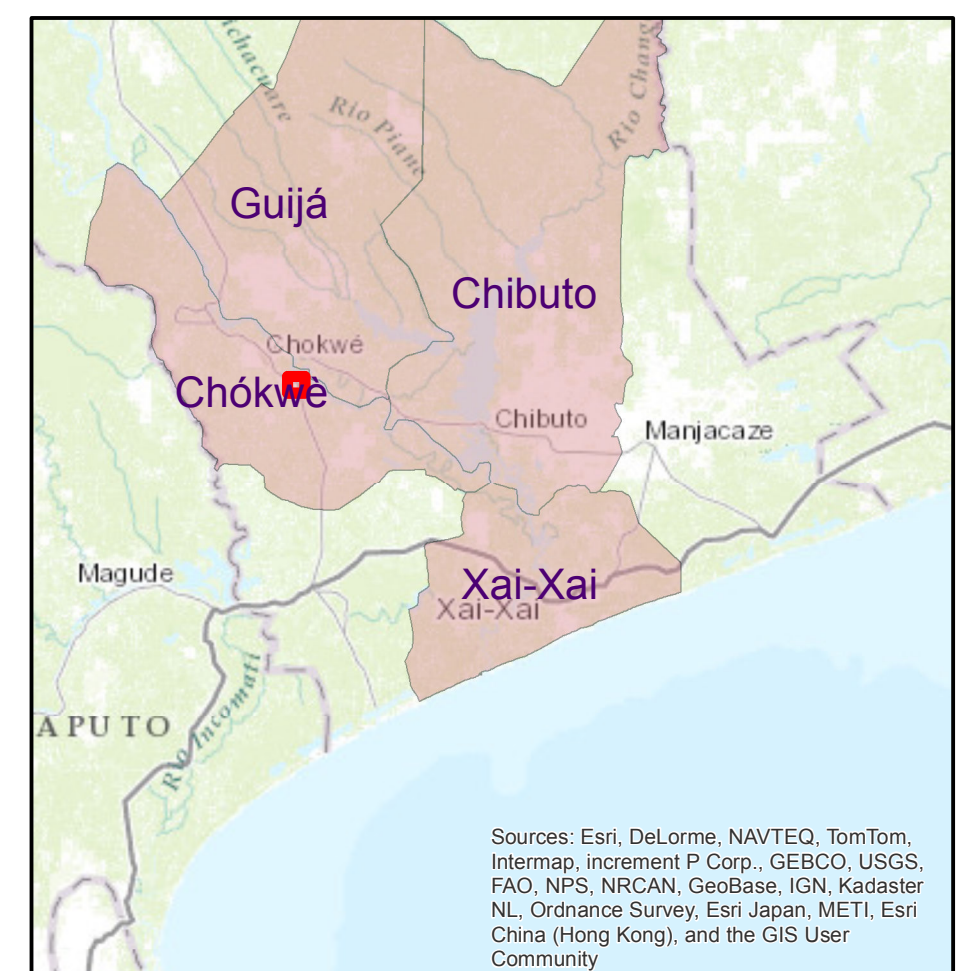 ichacuare
Rio Piane
Rio Chang
Guijá
Chibuto
Chokwé
Chókwè
Chibuto
Manjacaze
Magude
Xai-Xai
Xai-Xai
APUTO
Rio Incomati
Sources: Esri, DeLorme, NAVTEQ, TomTom,
Intermap, increment P Corp., GEBCO, USGS,
FAO, NPS, NRCAN, GeoBase, IGN, Kadaster
NL, Ordnance Survey, Esri Japan, METI, Esri
China (Hong Kong), and the GIS User
Community